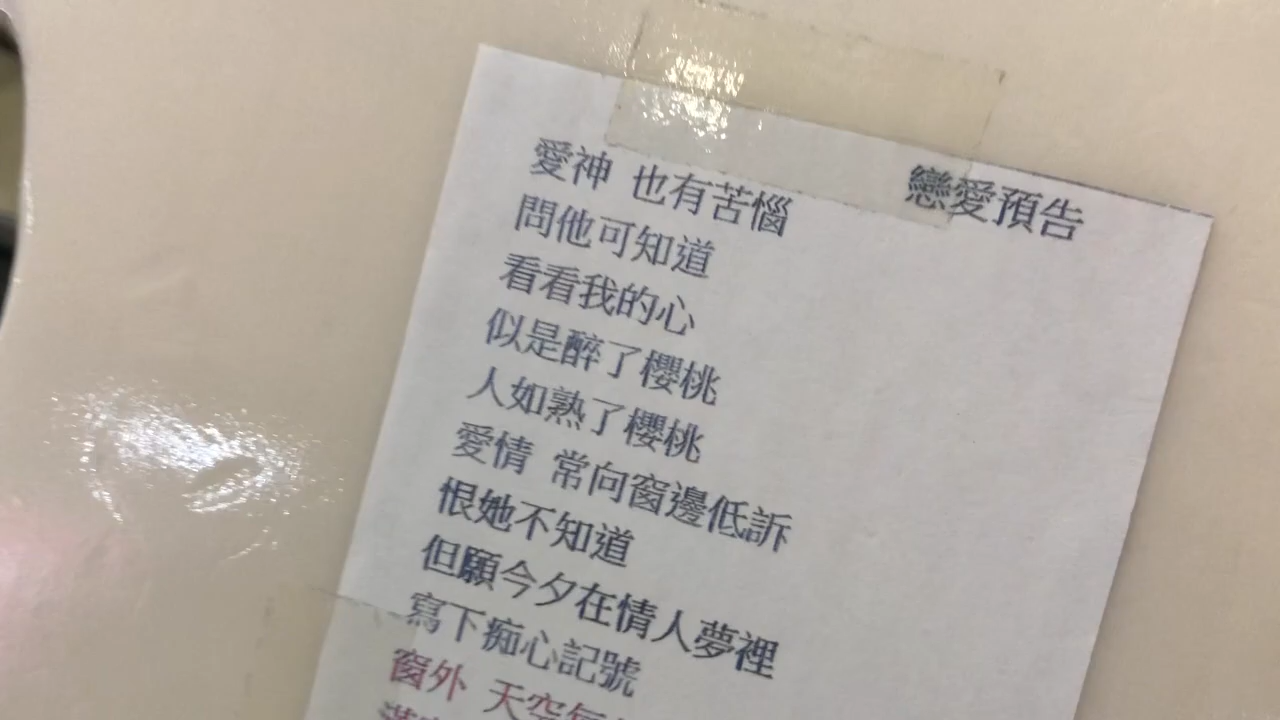 戀愛預告
愛神 也有苦惱
問他可知道
看看我的心
似是醉了櫻桃
人如熟了櫻桃
愛情 常向窗邊低訴
恨她不知道
但願今夕在情人夢裡
寫下痴心記號
窗外 天空